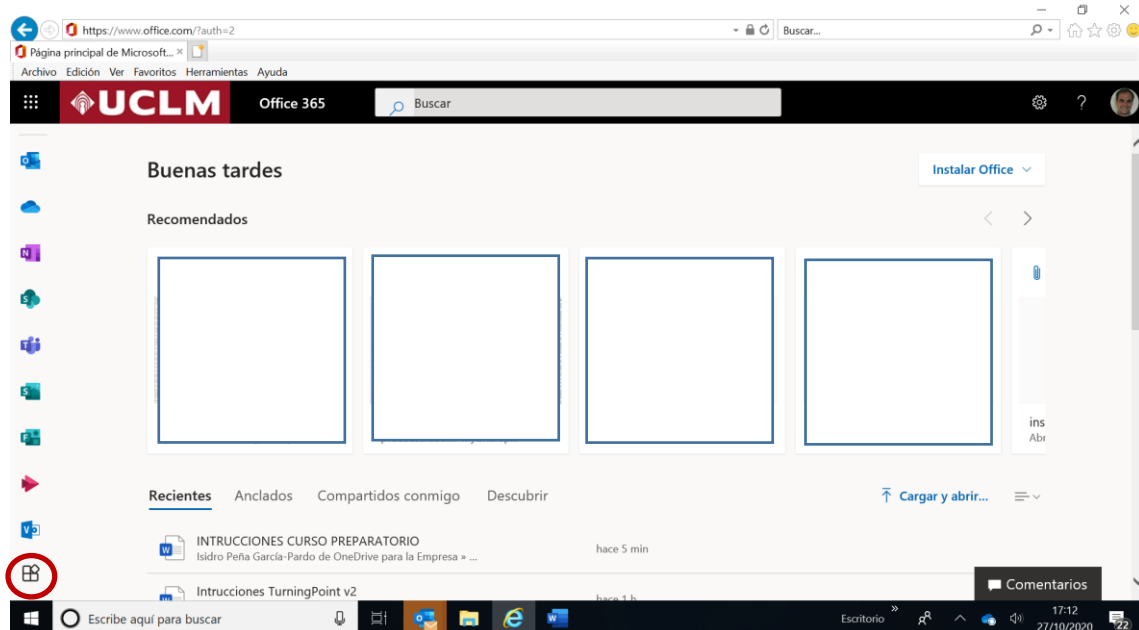 https://www.office.com/?auth=2
Buscar...
Página principal de Microsoft...
Archivo Edición Ver Favoritos Herramientas Ayuda
UCLM Office 365 Buscar
Buenas tardes
Instalar Office
Recomendados
ins
Abr
Recientes Anclados Compartidos conmigo Descubrir Cargar y abrir...
INTRUCCIONES CURSO PREPARATORIO
Isidro Peña García-Pardo de OneDrive para la Empresa » ...
hace 5 min
Intrucciones TurningPoint v2
hace 1 h
Comentarios
Escribe aquí para buscar
Escritorio
17:12
27/10/2020
22